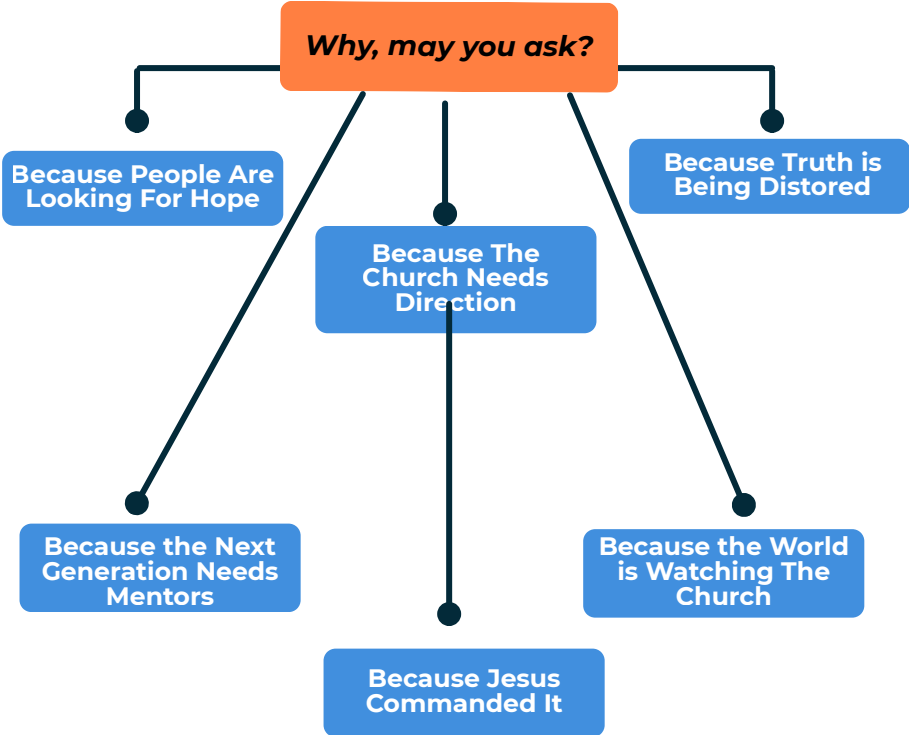 Why, may you ask?
Because People Are
Looking For Hope
Because Truth is
Being Distored
Because The
Church Needs
Direction
Because the Next
Generation Needs
Mentors
Because the World
is Watching The
Church
Because Jesus
Commanded It